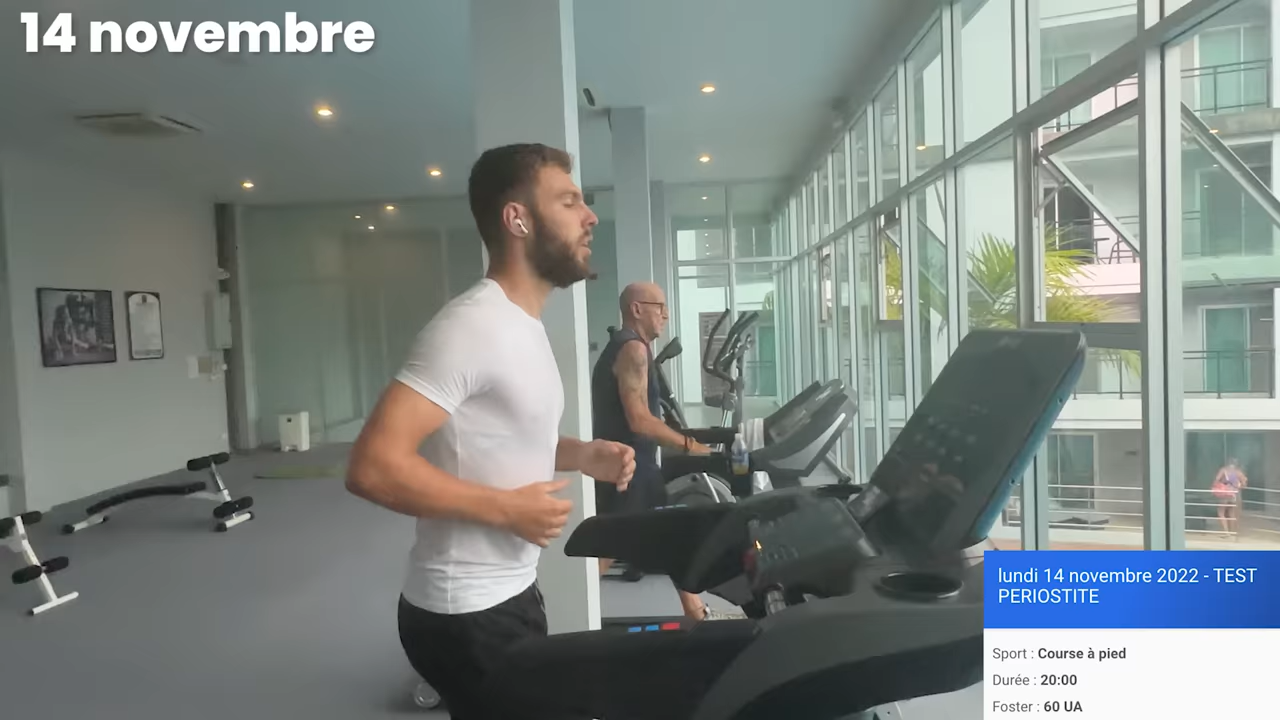 14 novembre
lundi 14 novembre 2022 - TEST
PERIOSTITE
Sport : Course à pied
Durée : 20:00
Foster : 60 UA